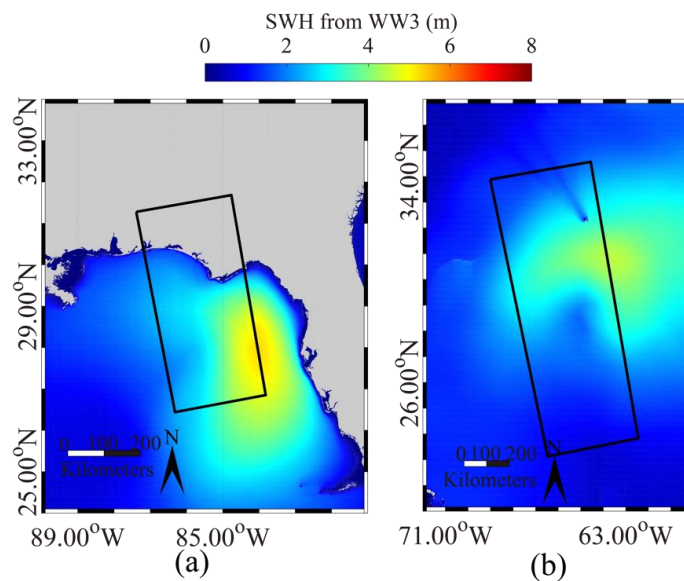 SWH from WW3 (m)
0 2 4 6 8
33.00°N
29.00°N
25.00°N
0 100 200
Kilometers
N
89.00°W 85.00°W
(a)
34.00°N
26.00°N
0 100 200
Kilometers
N
71.00°W 63.00°W
(b)